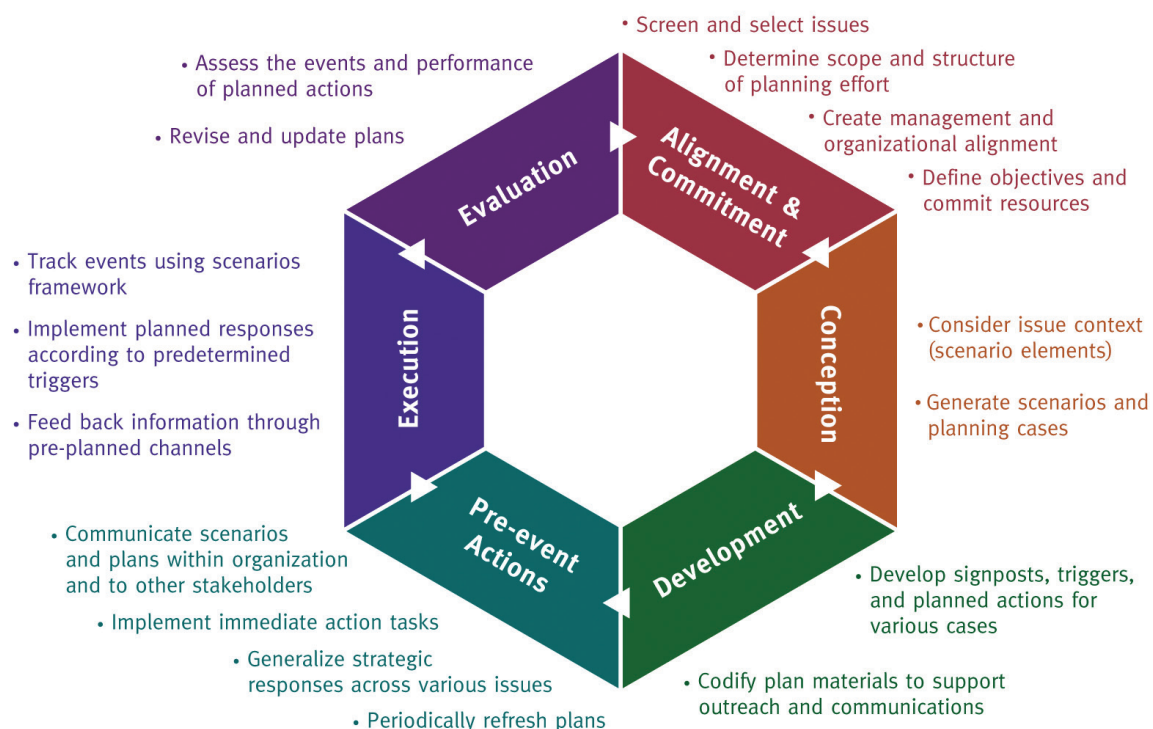 • Screen and select issues
• Determine scope and structure
of planning effort
• Create management and
organizational alignment
• Define objectives and
commit resources
Alignment &
Commitment
• Consider issue context
(scenario elements)
• Generate scenarios and
planning cases
Conception
• Develop signposts, triggers,
and planned actions for
various cases
• Codify plan materials to support
outreach and communications
Development
• Communicate scenarios
and plans within organization
and to other stakeholders
• Implement immediate action tasks
• Generalize strategic
responses across various issues
• Periodically refresh plans
Pre-event
Actions
• Track events using scenarios
framework
• Implement planned responses
according to predetermined
triggers
• Feed back information through
pre-planned channels
Execution
• Assess the events and performance
of planned actions
• Revise and update plans
Evaluation